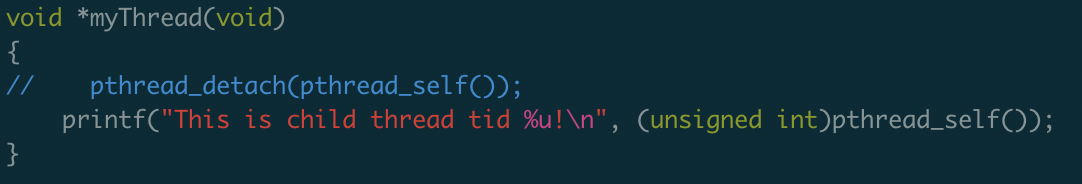 void *myThread(void)
{
//    pthread_detach(pthread_self());
    printf("This is child thread tid %u!\n", (unsigned int)pthread_self());
}